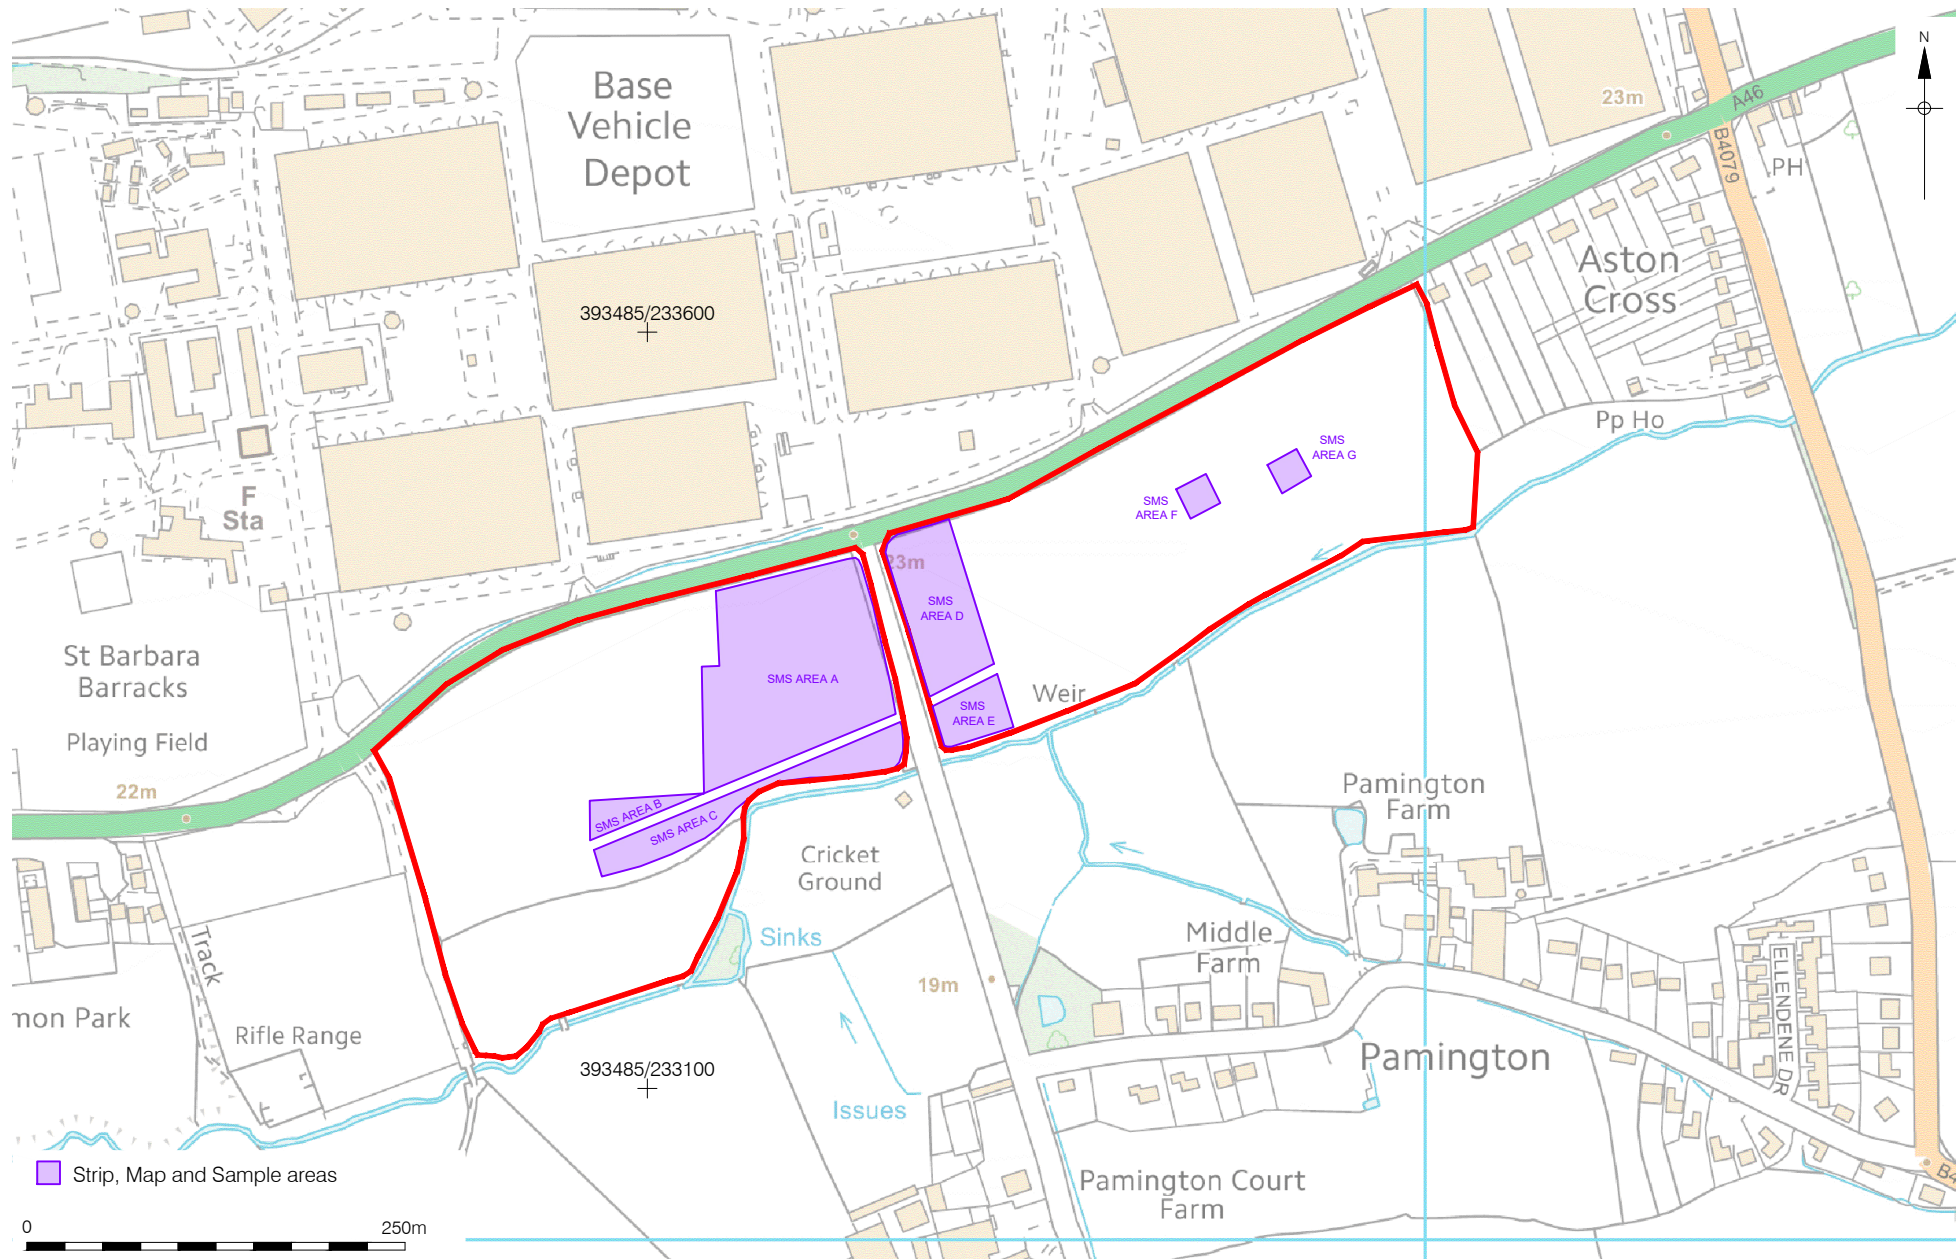 Base
Vehicle
Depot
23m
A46
B4079
PH
N
Aston
Cross
393485/233600
Pp Ho
SMS
AREA G
SMS
AREA F
F
Sta
23m
SMS
AREA D
SMS AREA A
St Barbara
Barracks
Weir
SMS
AREA E
Playing Field
22m
SMS AREA B
SMS AREA C
Pamington
Farm
Cricket
Ground
Sinks
Middle
Farm
Track
19m
ELLENDENE DR
mon Park
Rifle Range
393485/233100
Pamington
Issues
Strip, Map and Sample areas
Pamington Court
Farm
B4
0
250m